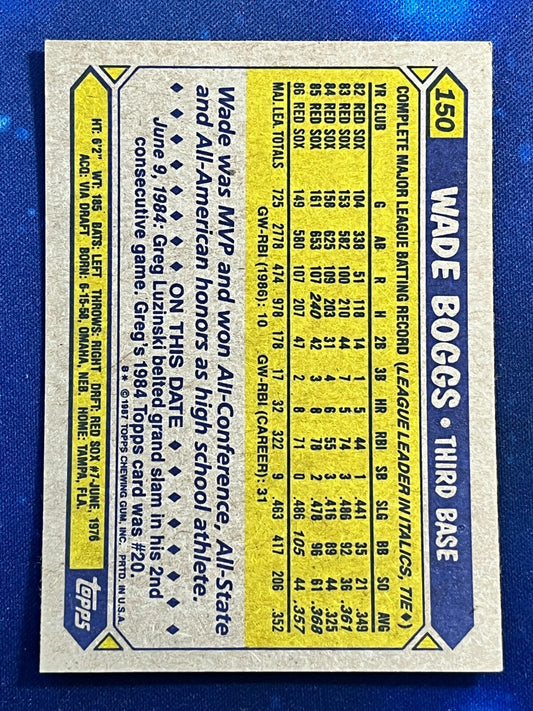 150 WADE BOGGS • THIRD BASE
COMPLETE MAJOR LEAGUE BATTING RECORD (LEAGUE LEADER IN ITALICS, TIE♦)
YR CLUB G AB R H 2B 3B HR RBI SB SLG BB SO AVG
82 RED SOX 104 338 51 118 14 1 5 44 1 .441 35 21 .349
83 RED SOX 153 582 100 210 44 7 5 74 3 .486 92 36 .361
84 RED SOX 158 625 109 203 31 4 6 55 3 .416 89 44 .325
85 RED SOX 161 653 107 240 42 3 8 78 2 .478 96 61 .368
86 RED SOX 149 580 107 207 47 2 8 71 0 .486 105 44 .357
MAJ. LEA. TOTALS 725 2778 474 978 178 17 32 322 9 .463 417 206 .352
GW-RBI (1986): 10 GW-RBI (CAREER): 31
Wade was MVP and won All-Conference, All-State
and All-American honors as high school athlete.
♦ ♦ ♦ ♦ ♦ ON THIS DATE ♦ ♦ ♦ ♦ ♦
June 9, 1984: Greg Luzinski belted grand slam in his 2nd
consecutive game. Greg's 1984 Topps card was #20.
B* © 1987 TOPPS CHEWING GUM, INC. PRTD. IN U.S.A.
HT: 6'2" WT: 185 BATS: LEFT THROWS: RIGHT DRFT: RED SOX #7-JUNE, 1976
ACQ: VIA DRAFT BORN: 6-15-58, OMAHA, NEB. HOME: TAMPA, FLA.
topps